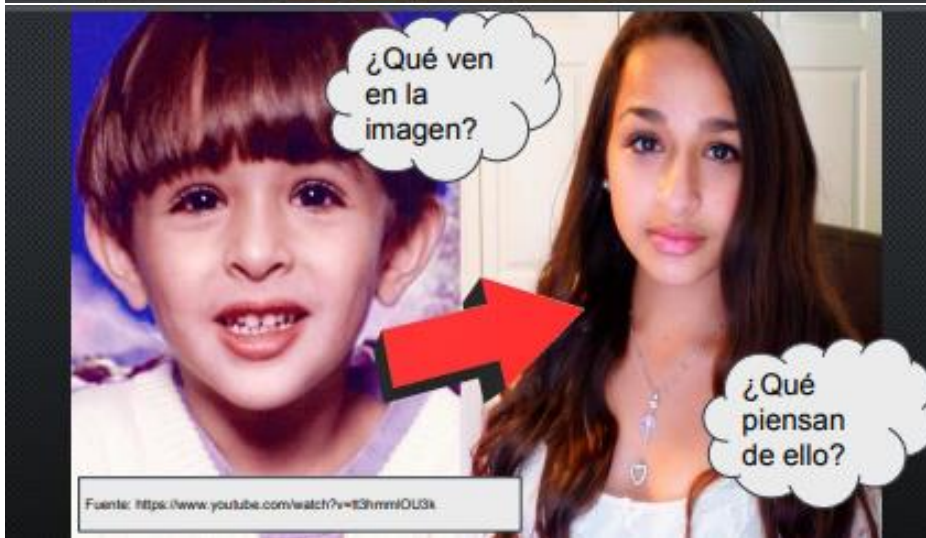 ¿Qué ven
en la
imagen?
¿Qué
piensan
de ello?
Fuente: https://www.youtube.com/watch?v=tt3hmmIOU3k